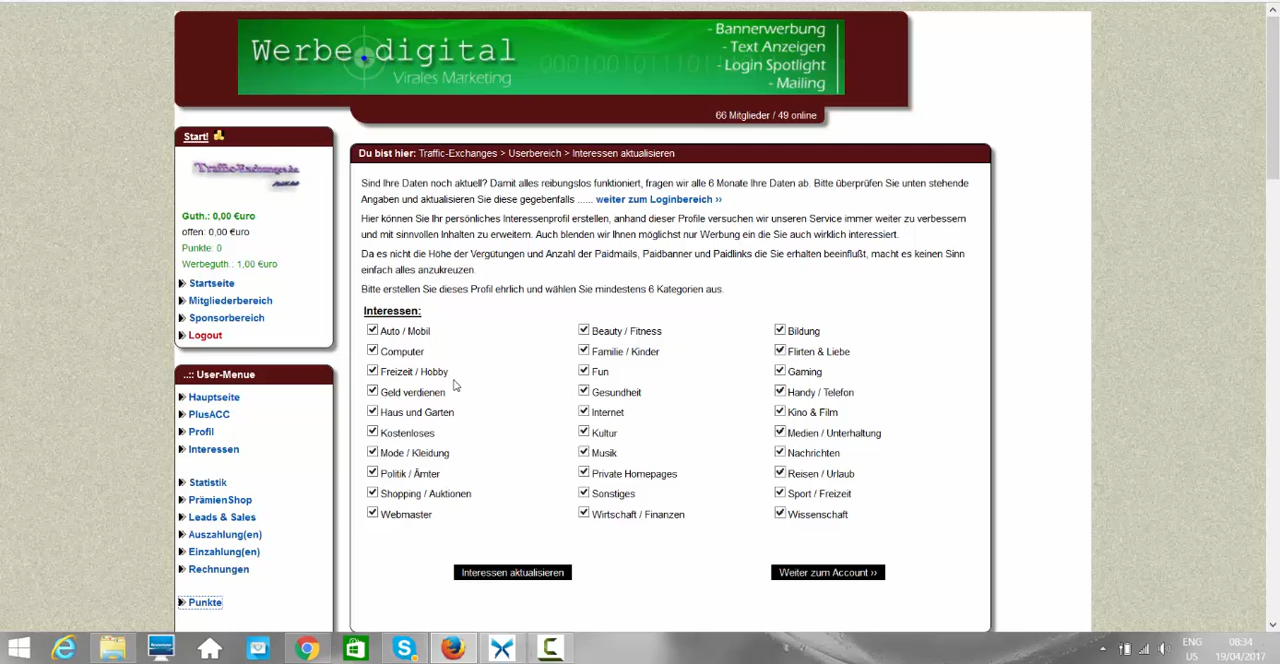 Werbe digital
Virales Marketing
- Bannerwerbung
- Text Anzeigen
- Login Spotlight
- Mailing
66 Mitglieder / 49 online
Start!
Traffic-Exchanges.de
Guth.: 0,00 €uro
offen: 0,00 €uro
Punkte: 0
Werbeguth.: 1,00 €uro
Startseite
Mitgliederbereich
Sponsorbereich
Logout
..:: User-Menue
Hauptseite
PlusACC
Profil
Interessen
Statistik
PrämienShop
Leads & Sales
Auszahlung(en)
Einzahlung(en)
Rechnungen
Punkte
Du bist hier: Traffic-Exchanges > Userbereich > Interessen aktualisieren
Sind Ihre Daten noch aktuell? Damit alles reibungslos funktioniert, fragen wir alle 6 Monate Ihre Daten ab. Bitte überprüfen Sie unten stehende
Angaben und aktualisieren Sie diese gegebenfalls ...... weiter zum Loginbereich ››
Hier können Sie Ihr persönliches Interessenprofil erstellen, anhand dieser Profile versuchen wir unseren Service immer weiter zu verbessern
und mit sinnvollen Inhalten zu erweitern. Auch blenden wir Ihnen möglichst nur Werbung ein die Sie auch wirklich interessiert.
Da es nicht die Höhe der Vergütungen und Anzahl der Paidmails, Paidbanner und Paidlinks die Sie erhalten beeinflußt, macht es keinen Sinn
einfach alles anzukreuzen.
Bitte erstellen Sie dieses Profil ehrlich und wählen Sie mindestens 6 Kategorien aus.
Interessen:
Auto / Mobil Beauty / Fitness Bildung
Computer Familie / Kinder Flirten & Liebe
Freizeit / Hobby Fun Gaming
Geld verdienen Gesundheit Handy / Telefon
Haus und Garten Internet Kino & Film
Kostenloses Kultur Medien / Unterhaltung
Mode / Kleidung Musik Nachrichten
Politik / Ämter Private Homepages Reisen / Urlaub
Shopping / Auktionen Sonstiges Sport / Freizeit
Webmaster Wirtschaft / Finanzen Wissenschaft
Interessen aktualisieren Weiter zum Account ››
ENG 08:34
US 19/04/2017